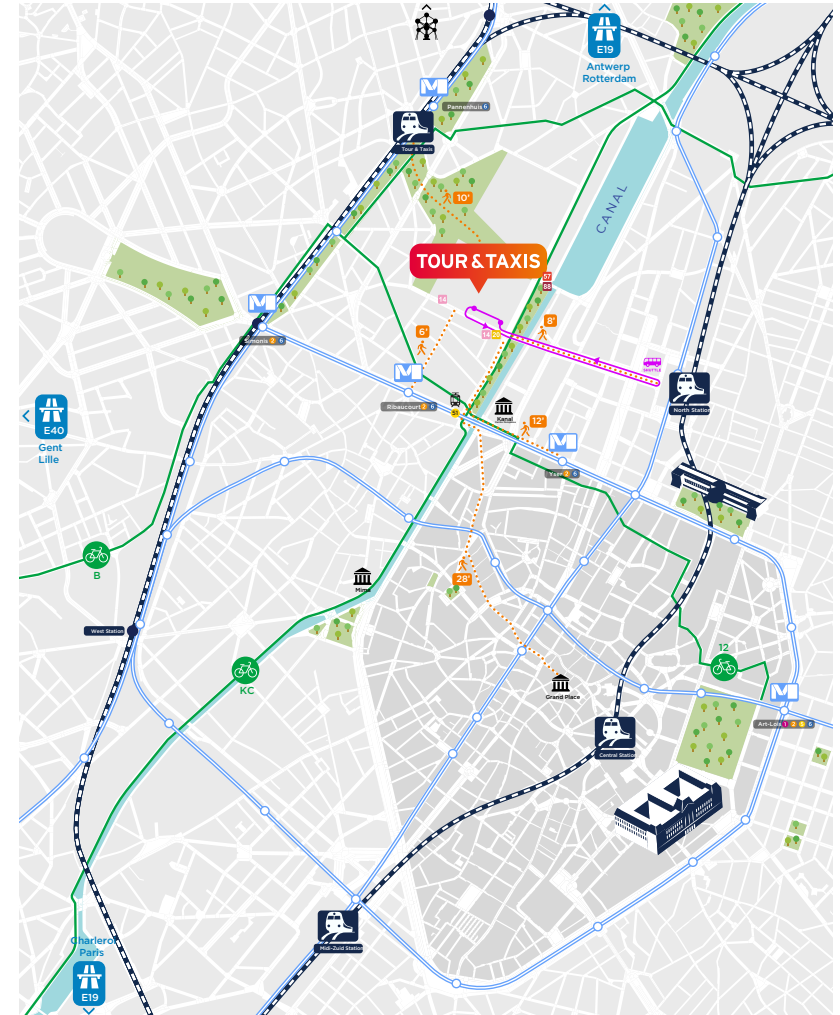 E19
Antwerp
Rotterdam
Pannenhuis 6
Tour & Taxis
10'
CANAL
TOUR & TAXIS
57
88
14
8'
6'
14
SHUTTLE
Simonis 2 6
North Station
Ribaucourt 2 6
51
Kanal
12'
E40
Gent
Lille
Yser 2 6
B
28'
Mima
West Station
12
KC
Grand Place
Art-Loi 1 2 5 6
Central Station
Charleroi
Paris
Midi-Zuid Station
E19